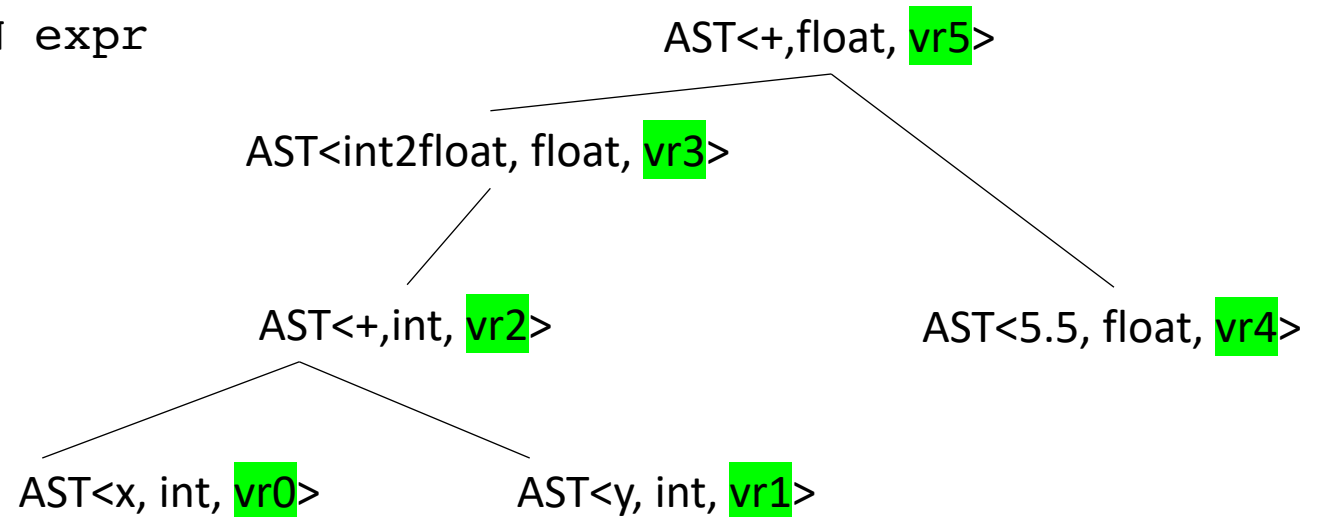 expr
AST<+,float, vr5>
AST<int2float, float, vr3>
AST<+,int, vr2>
AST<5.5, float, vr4>
AST<x, int, vr0>
AST<y, int, vr1>